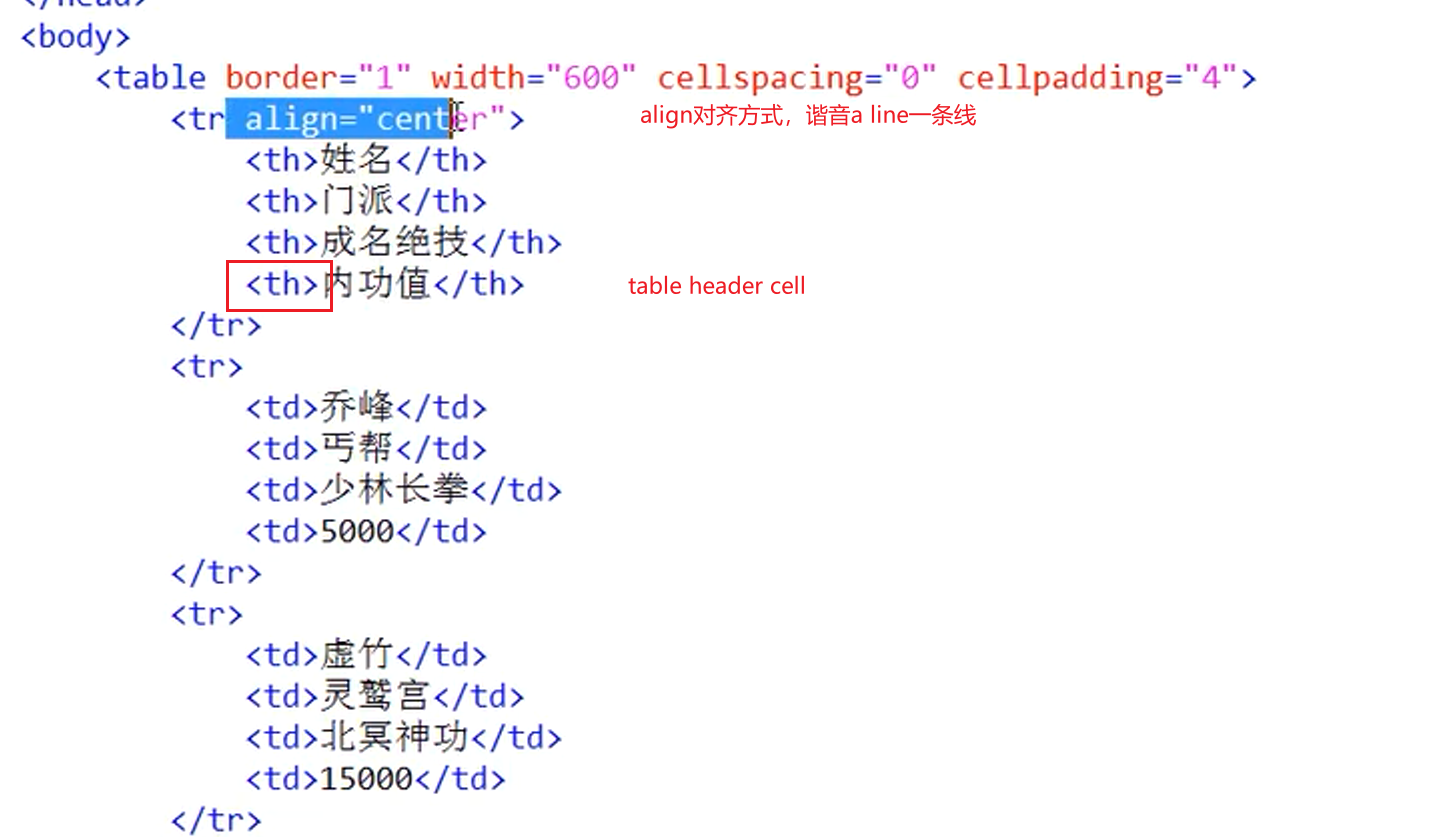 </head>
<body>
<table border="1" width="600" cellspacing="0" cellpadding="4">
<tr align="center"> align对齐方式，谐音a line一条线
<th>姓名</th>
<th>门派</th>
<th>成名绝技</th>
<th>内功值</th> table header cell
</tr>
<tr>
<td>乔峰</td>
<td>丐帮</td>
<td>少林长拳</td>
<td>5000</td>
</tr>
<tr>
<td>虚竹</td>
<td>灵鹫宫</td>
<td>北冥神功</td>
<td>15000</td>
</tr>